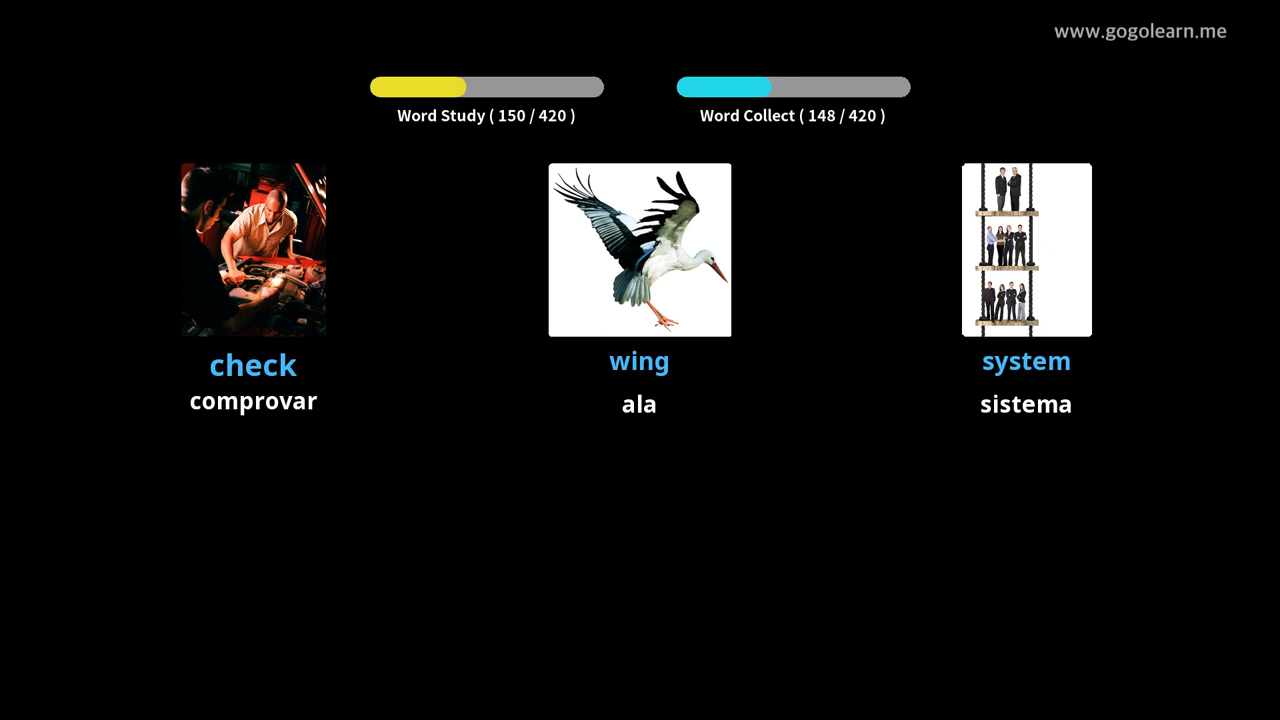 www.gogolearn.me
Word Study ( 150 / 420 )
Word Collect ( 148 / 420 )
check
comprovar
wing
ala
system
sistema